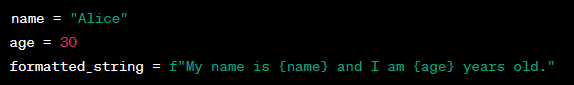 name = "Alice"
age = 30
formatted_string = f"My name is {name} and I am {age} years old."